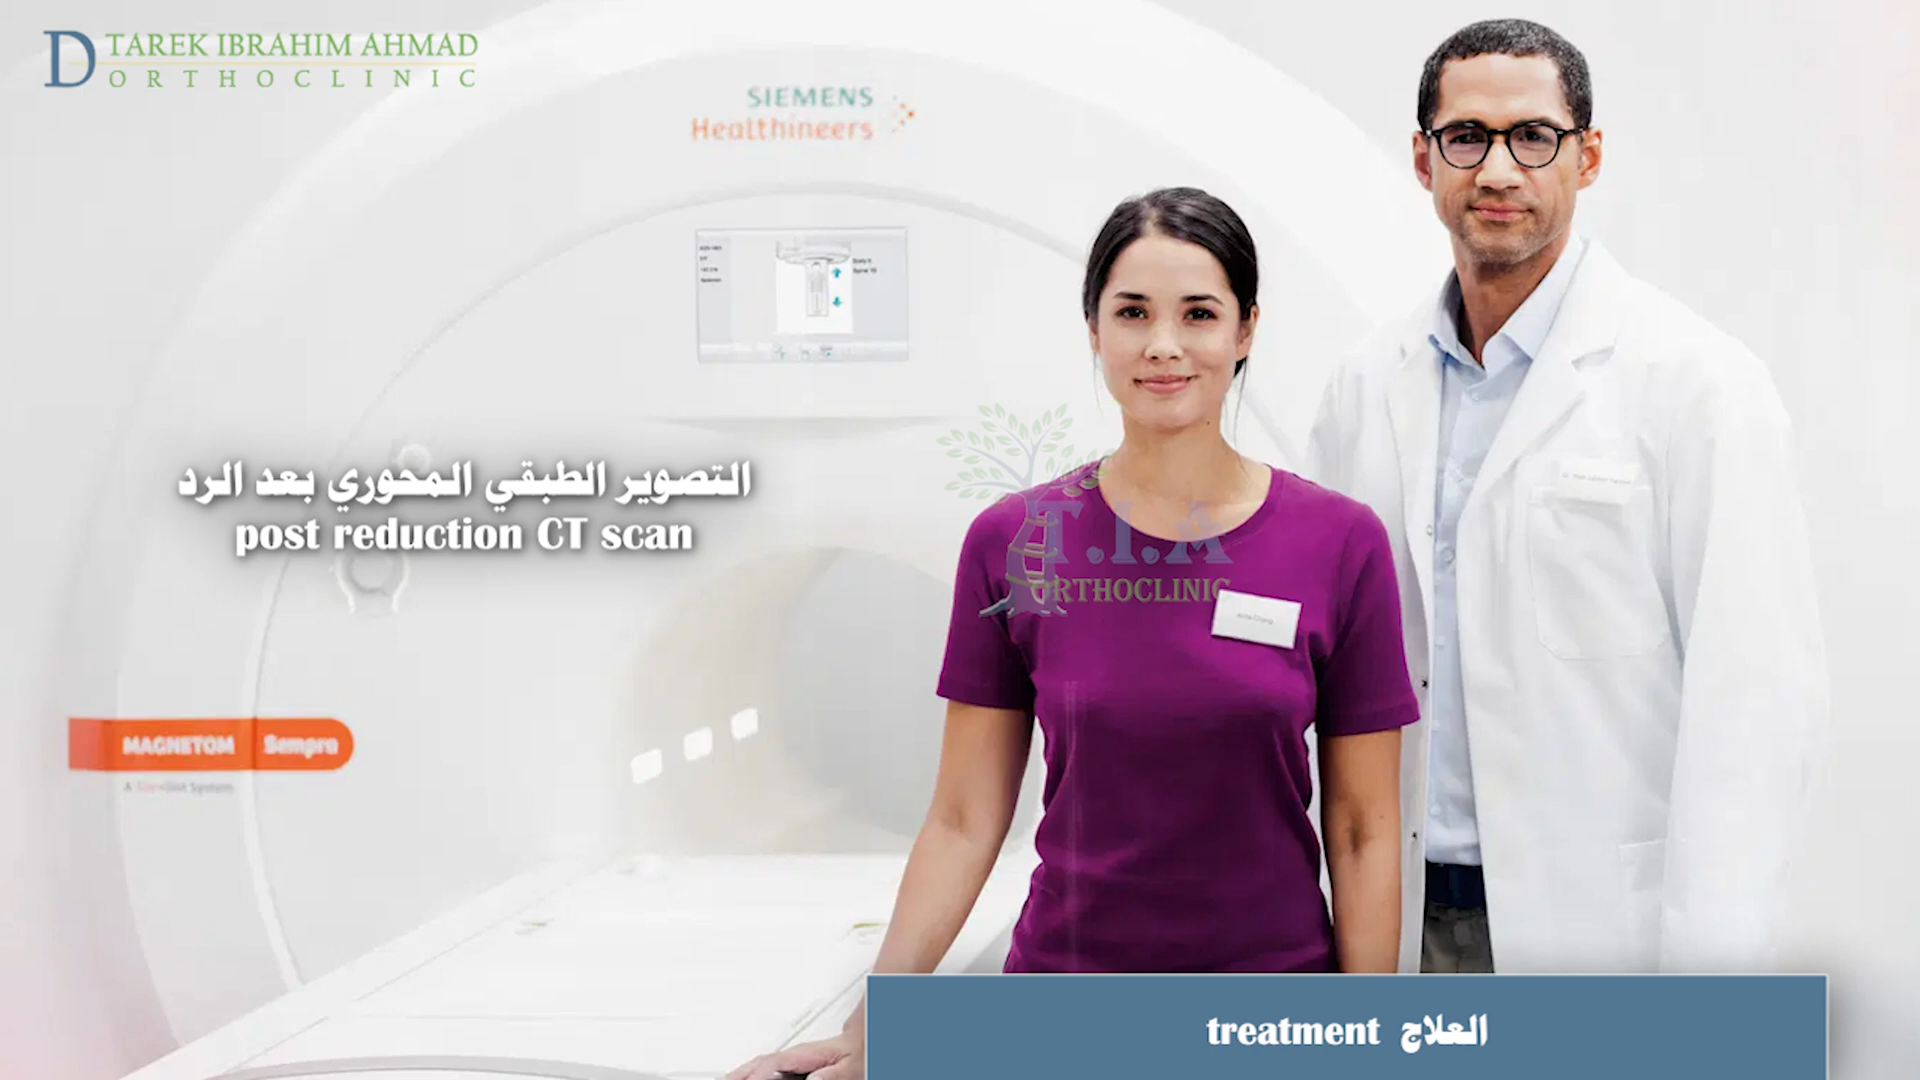 D TAREK IBRAHIM AHMAD
ORTHOCLINIC
SIEMENS
Healthineers
التصوير الطبقي المحوري بعد الرد
post reduction CT scan
T.I.A
ORTHOCLINIC
MAGNETOM Sempra
treatment العلاج